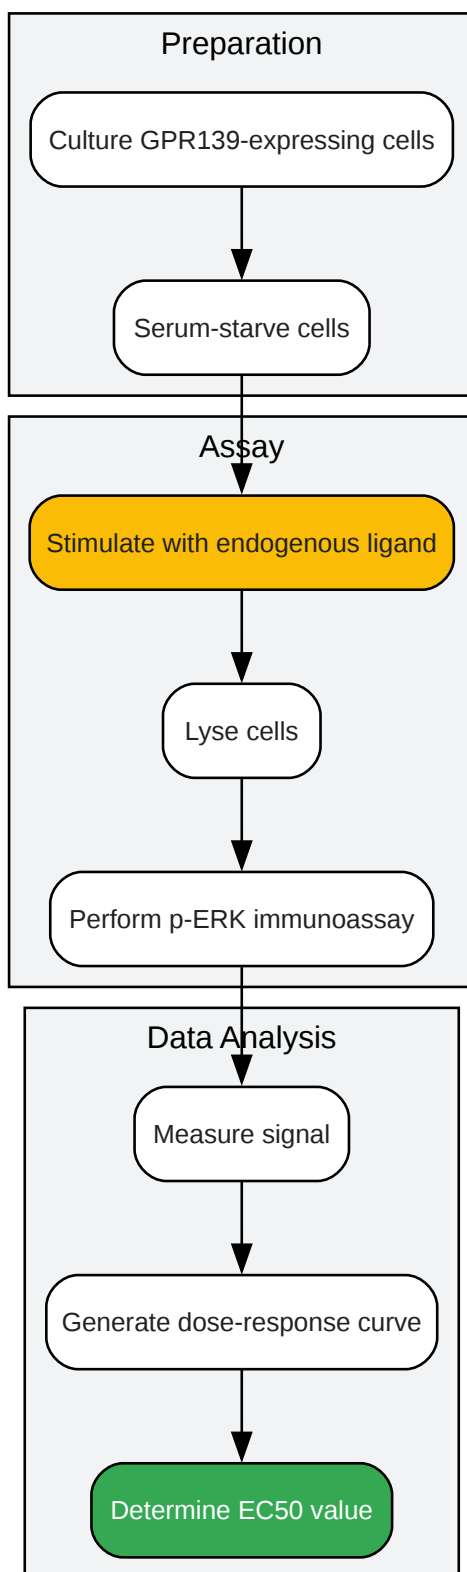 Preparation
Culture GPR139-expressing cells
Serum-starve cells
Assay
Stimulate with endogenous ligand
Lyse cells
Perform p-ERK immunoassay
Data Analysis
Measure signal
Generate dose-response curve
Determine EC50 value